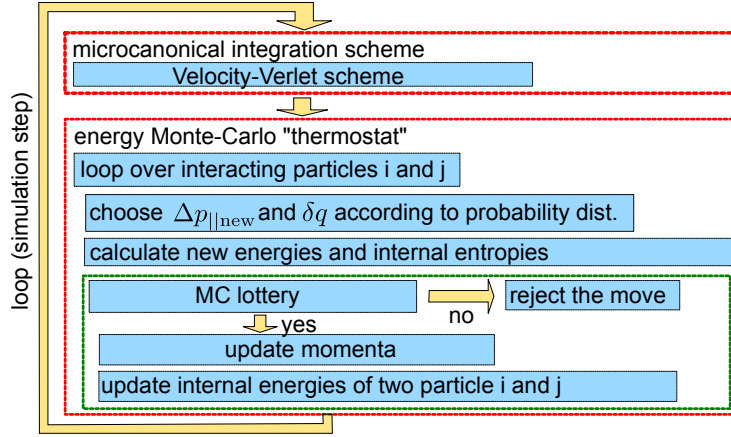 loop (simulation step)
microcanonical integration scheme
Velocity-Verlet scheme
energy Monte-Carlo "thermostat"
loop over interacting particles i and j
choose Δp||new and δq according to probability dist.
calculate new energies and internal entropies
MC lottery
no
reject the move
yes
update momenta
update internal energies of two particle i and j